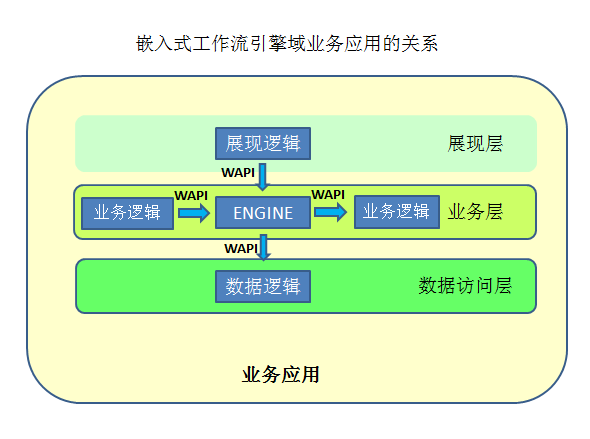 嵌入式工作流引擎域业务应用的关系
展现逻辑
展现层
WAPI
WAPI
WAPI
业务逻辑
ENGINE
业务逻辑
业务层
WAPI
数据逻辑
数据访问层
业务应用